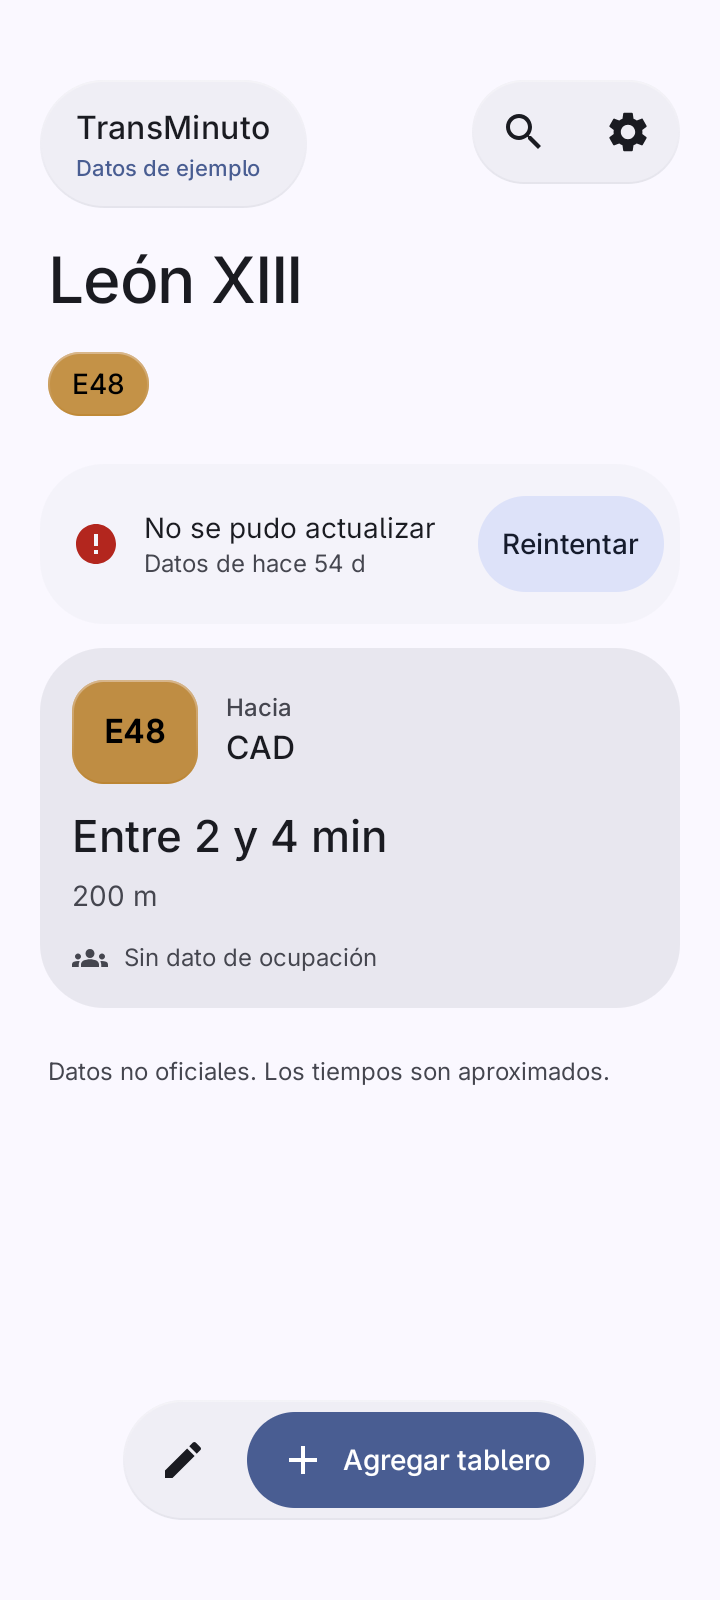 TransMinuto
Datos de ejemplo
León XIII
E48
No se pudo actualizar
Datos de hace 54 d
Reintentar
E48
Hacia
CAD
Entre 2 y 4 min
200 m
Sin dato de ocupación
Datos no oficiales. Los tiempos son aproximados.
Agregar tablero